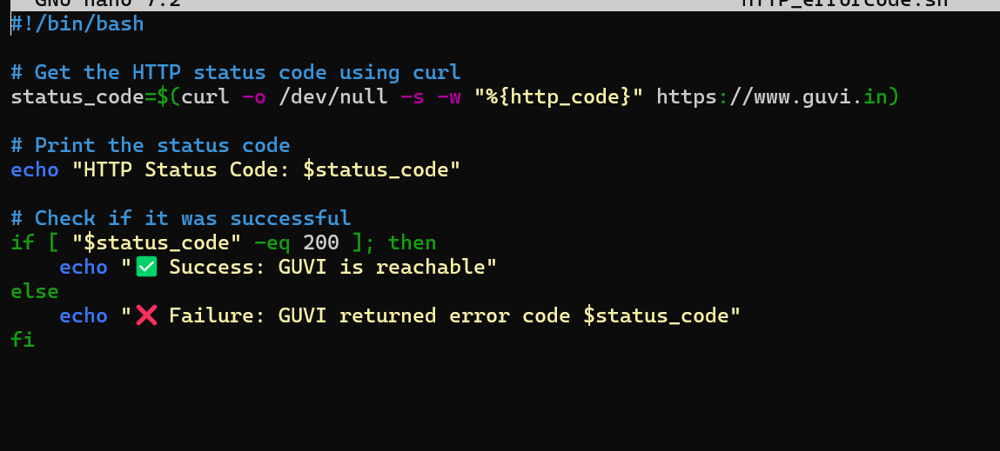 GNU nano 7.2 HTTP_errorcode.sh
#!/bin/bash
# Get the HTTP status code using curl
status_code=$(curl -o /dev/null -s -w "%{http_code}" https://www.guvi.in)
# Print the status code
echo "HTTP Status Code: $status_code"
# Check if it was successful
if [ "$status_code" -eq 200 ]; then
    echo "✅ Success: GUVI is reachable"
else
    echo "❌ Failure: GUVI returned error code $status_code"
fi